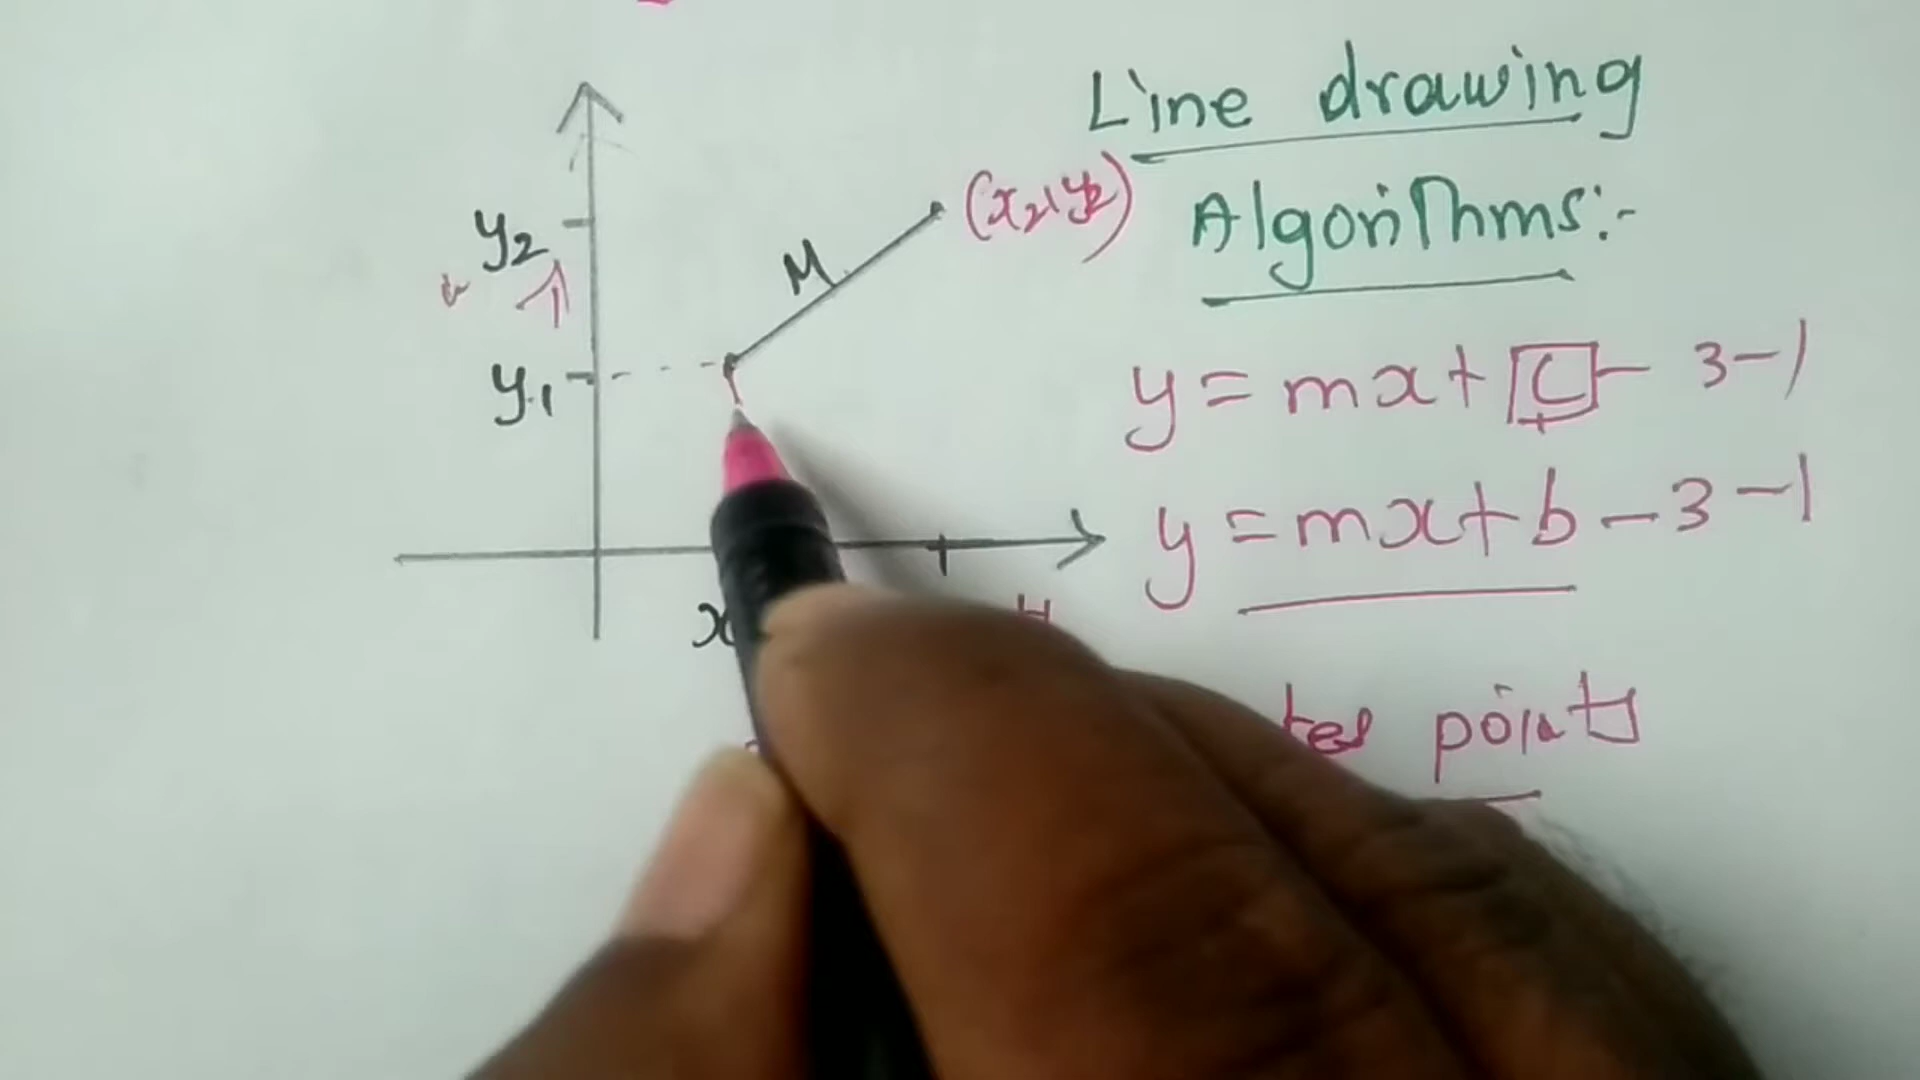 Line drawing
Algorithms:-
(x2,y2)
y2
M
y1
y = mx + c - 3-1
y = mx + b - 3-1
x
points